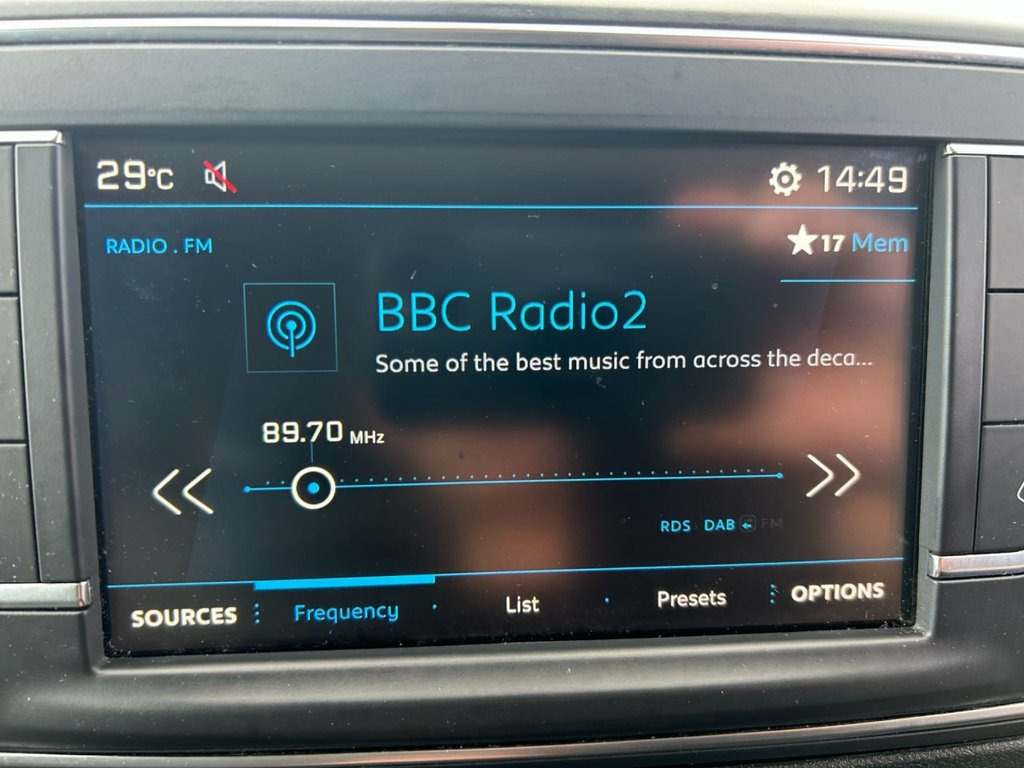 29°C
14:49
RADIO . FM
17 Mem
BBC Radio2
Some of the best music from across the deca...
89.70 MHz
RDS DAB FM
SOURCES Frequency List Presets OPTIONS